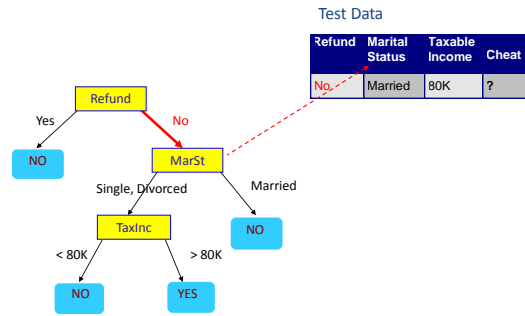 Test Data
Refund Marital Status Taxable Income Cheat
No Married 80K ?
Refund
Yes
No
NO
MarSt
Single, Divorced
Married
TaxInc
NO
< 80K
> 80K
NO
YES